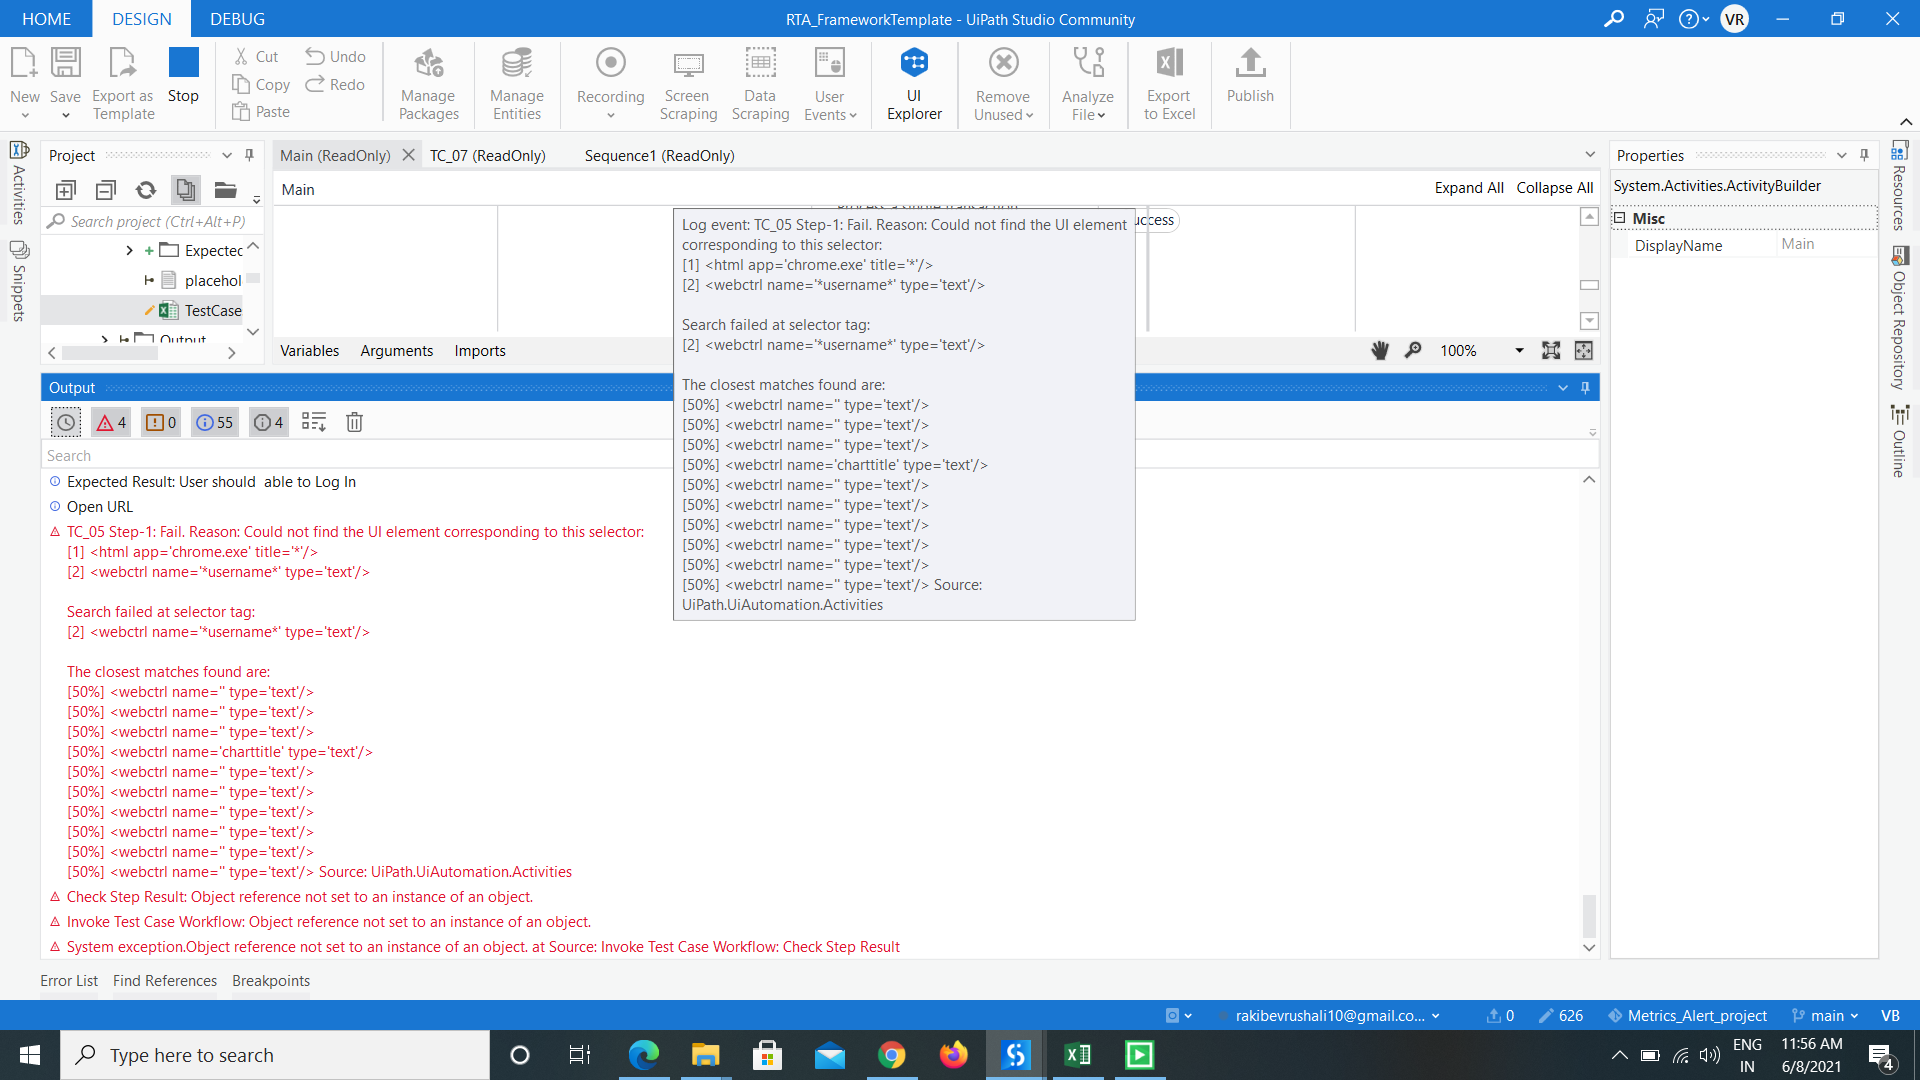 HOME DESIGN DEBUG
RTA_FrameworkTemplate - UiPath Studio Community
VR
New
Save
Export as Template
Stop
Cut
Copy
Paste
Undo
Redo
Manage Packages
Manage Entities
Recording
Screen Scraping
Data Scraping
User Events
UI Explorer
Remove Unused
Analyze File
Export to Excel
Publish
Activities
Snippets
Project
Search project (Ctrl+Alt+P)
Expected
placehol
TestCase
Output
Main (ReadOnly)
TC_07 (ReadOnly)
Sequence1 (ReadOnly)
Main
Expand All Collapse All
Process a single transaction
uccess
Variables Arguments Imports
100%
Properties
System.Activities.ActivityBuilder
Misc
DisplayName Main
Resources
Object Repository
Outline
Log event: TC_05 Step-1: Fail. Reason: Could not find the UI element
corresponding to this selector:
[1] <html app='chrome.exe' title='*'/>
[2] <webctrl name='*username*' type='text'/>
Search failed at selector tag:
[2] <webctrl name='*username*' type='text'/>
The closest matches found are:
[50%] <webctrl name='' type='text'/>
[50%] <webctrl name='' type='text'/>
[50%] <webctrl name='' type='text'/>
[50%] <webctrl name='charttitle' type='text'/>
[50%] <webctrl name='' type='text'/>
[50%] <webctrl name='' type='text'/>
[50%] <webctrl name='' type='text'/>
[50%] <webctrl name='' type='text'/>
[50%] <webctrl name='' type='text'/>
[50%] <webctrl name='' type='text'/> Source:
UiPath.UiAutomation.Activities
Output
4 0 55 4
Search
Expected Result: User should  able to Log In
Open URL
TC_05 Step-1: Fail. Reason: Could not find the UI element corresponding to this selector:
[1] <html app='chrome.exe' title='*'/>
[2] <webctrl name='*username*' type='text'/>
Search failed at selector tag:
[2] <webctrl name='*username*' type='text'/>
The closest matches found are:
[50%] <webctrl name='' type='text'/>
[50%] <webctrl name='' type='text'/>
[50%] <webctrl name='' type='text'/>
[50%] <webctrl name='charttitle' type='text'/>
[50%] <webctrl name='' type='text'/>
[50%] <webctrl name='' type='text'/>
[50%] <webctrl name='' type='text'/>
[50%] <webctrl name='' type='text'/>
[50%] <webctrl name='' type='text'/>
[50%] <webctrl name='' type='text'/> Source: UiPath.UiAutomation.Activities
Check Step Result: Object reference not set to an instance of an object.
Invoke Test Case Workflow: Object reference not set to an instance of an object.
System exception.Object reference not set to an instance of an object. at Source: Invoke Test Case Workflow: Check Step Result
Error List Find References Breakpoints
rakibevrushali10@gmail.co... 0 626 Metrics_Alert_project main VB
Type here to search
ENG
IN
11:56 AM
6/8/2021
4